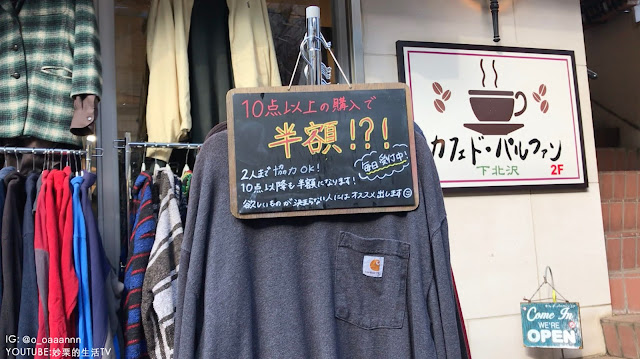 10点以上の購入で
半額!?!
2人まで協力OK!
10点以降も半額になります!
毎日受付中!
欲しいものが決まらない人にはオススメ出します
carhartt
カフェ・ド・パルファン
下北沢
2F
Come In
WE'RE
OPEN
IG: @o_oaaannn
YOUTUBE:妙栗的生活TV